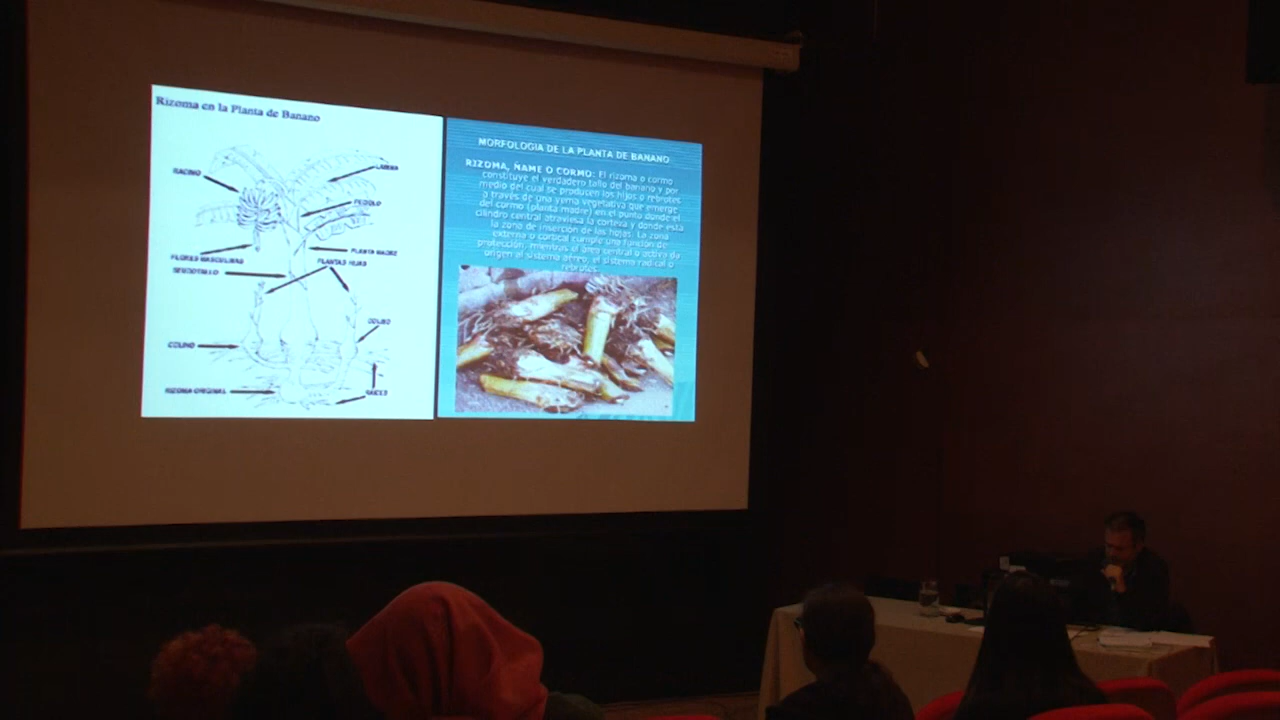 Rizoma en la Planta de Banano
RACIMO
LAMINA
PECIOLO
FLORES MASCULINAS
PLANTA MADRE
PLANTAS HIJAS
SEUDOTALLO
COLINO
COLINO
RIZOMA ORIGINAL
RAICES
MORFOLOGIA DE LA PLANTA DE BANANO
RIZOMA, ÑAME O CORMO: El rizoma o cormo
constituye el verdadero tallo del banano y por
medio del cual se producen los hijos o rebrotes
a través de una yema vegetativa que emerge
del cormo (planta madre) en el punto donde el
cilindro central atraviesa la corteza y donde está
la zona de inserción de las hojas. La zona
externa o cortical cumple una función de
protección, mientras el área central o activa da
origen al sistema aéreo, el sistema radical o
rebrotes.